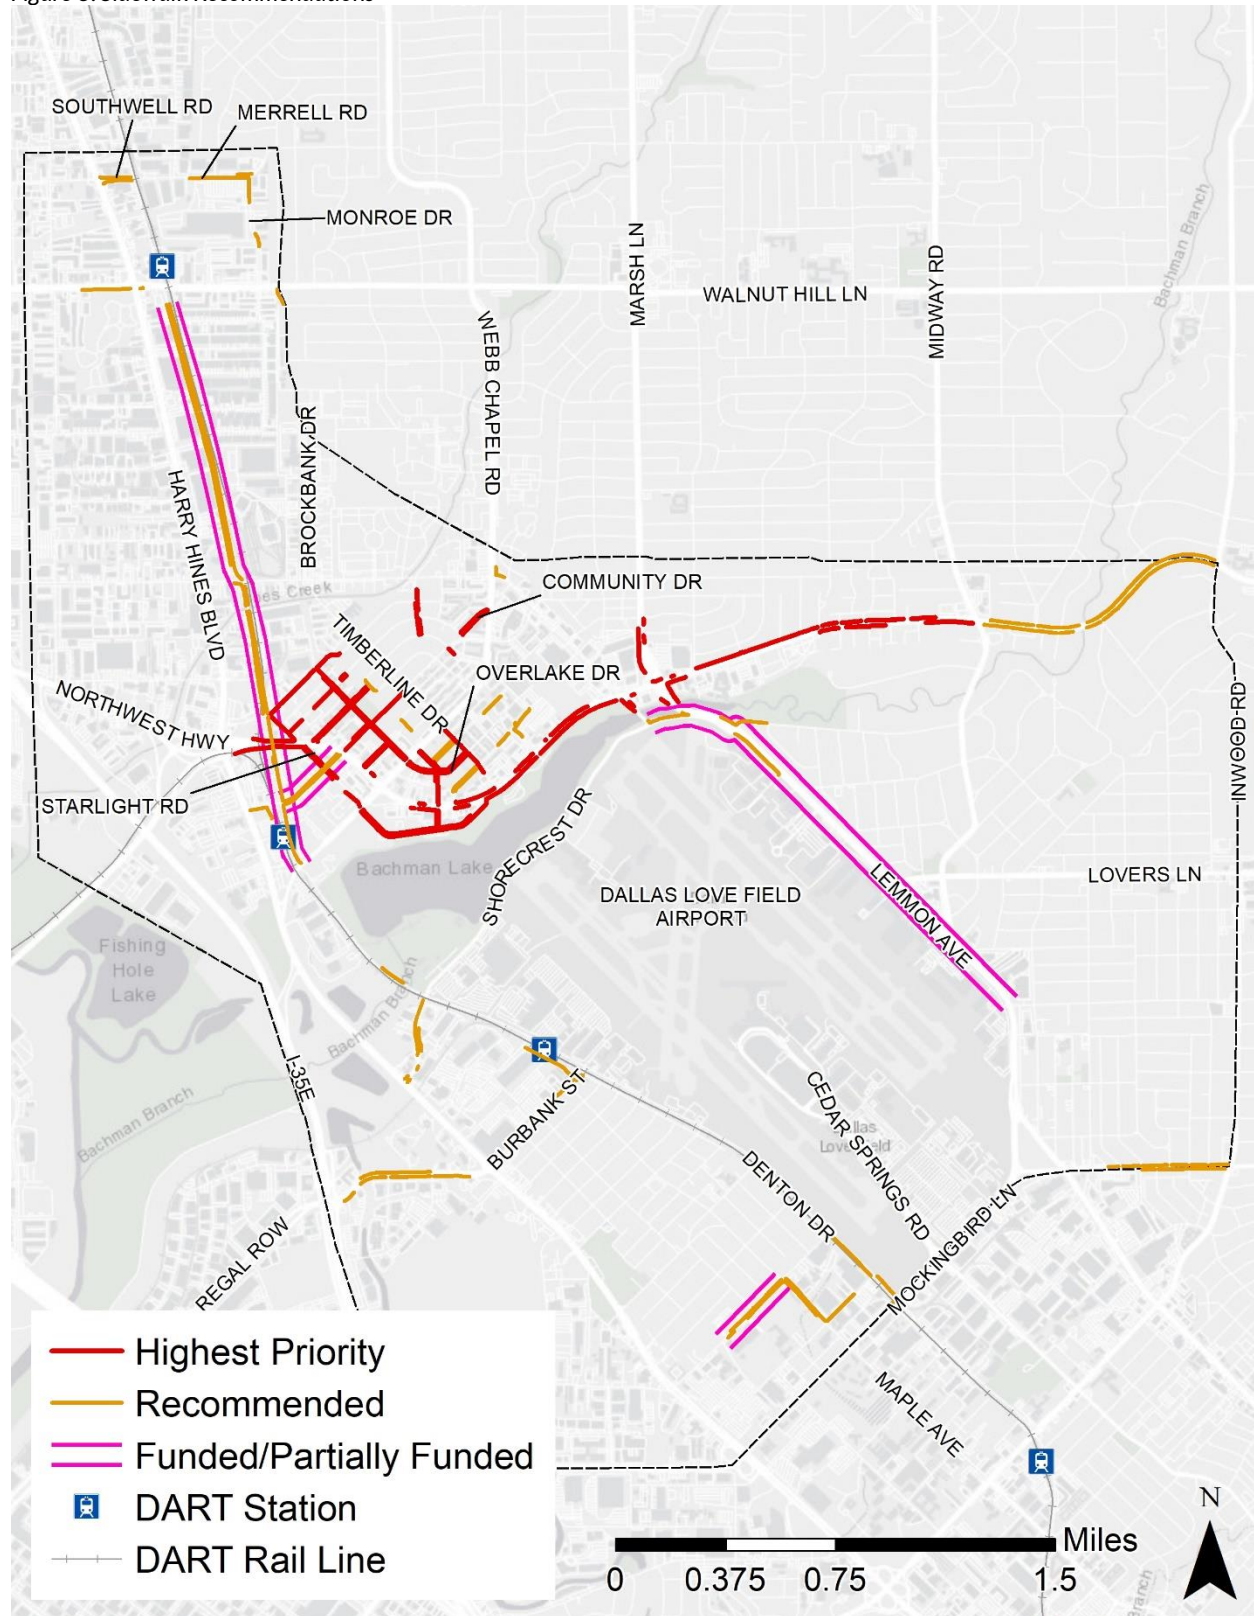 SOUTHWELL RD
MERRELL RD
MONROE DR
MARSH LN
MIDWAY RD
Bachman Branch
WALNUT HILL LN
WEBB CHAPEL RD
BROCKBANK DR
HARRY HINES BLVD
Creek
COMMUNITY DR
TIMBERLINE DR
OVERLAKE DR
NORTHWEST HWY
INWOOD RD
STARLIGHT RD
Bachman Lake
SHORECREST DR
DALLAS LOVE FIELD
AIRPORT
LEMMON AVE
LOVERS LN
Fishing
Hole
Lake
Bachman Branch
I-35E
Bachman Branch
BURBANK ST
CEDAR SPRINGS RD
DENTON DR
MOCKINGBIRD LN
REGAL ROW
MAPLE AVE
Highest Priority
Recommended
Funded/Partially Funded
DART Station
DART Rail Line
N
Miles
0 0.375 0.75 1.5
Branch